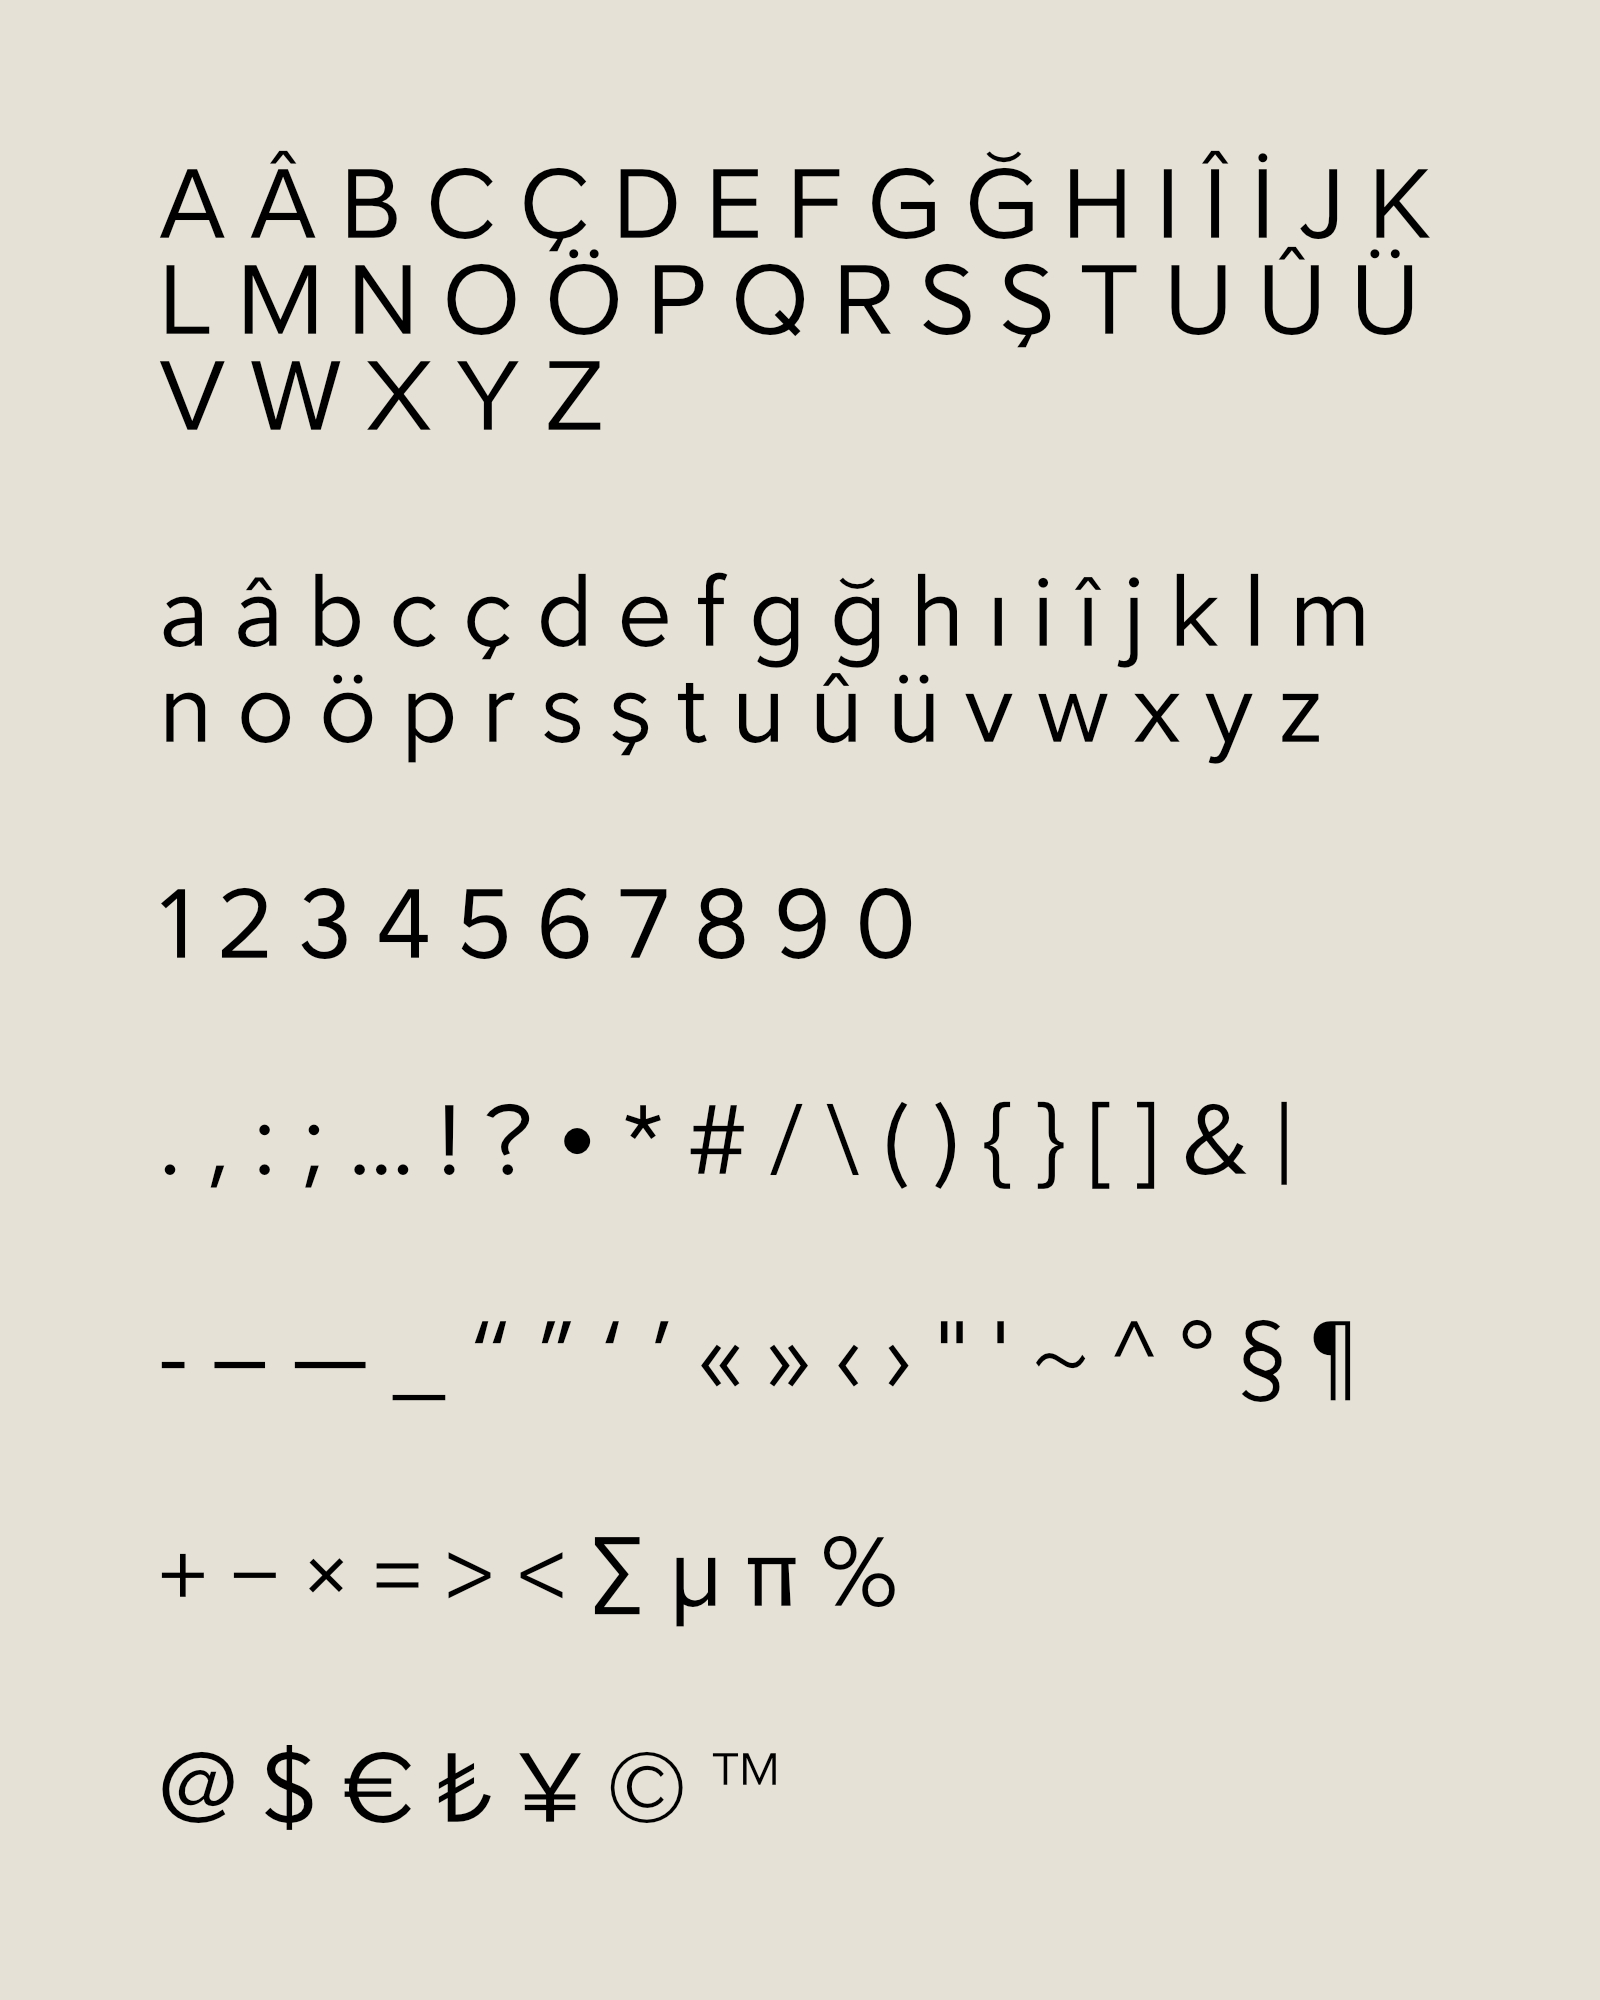 A Â B C Ç D E F G Ğ H I Î İ J K
L M N O Ö P Q R S Ş T U Û Ü
V W X Y Z
a â b c ç d e f g ğ h ı i î j k l m
n o ö p r s ş t u û ü v w x y z
1 2 3 4 5 6 7 8 9 0
. , : ; … ! ? • * # / \ ( ) { } [ ] & |
- – — _ “ ” ‘ ’ « » ‹ › " ' ~ ^ ° § ¶
+ − × = > < ∑ µ π %
@ $ € ₺ ¥ © ™